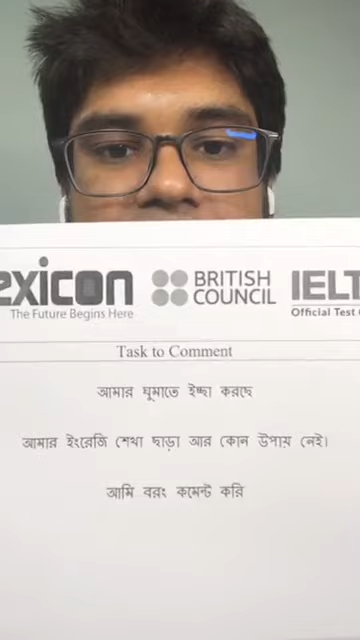 exicon
The Future Begins Here
BRITISH
COUNCIL
IELT
Official Test
Task to Comment
আমার ঘুমাতে ইচ্ছা করছে
আমার ইংরেজি শেখা ছাড়া আর কোন উপায় নেই।
আমি বরং কমেন্ট করি